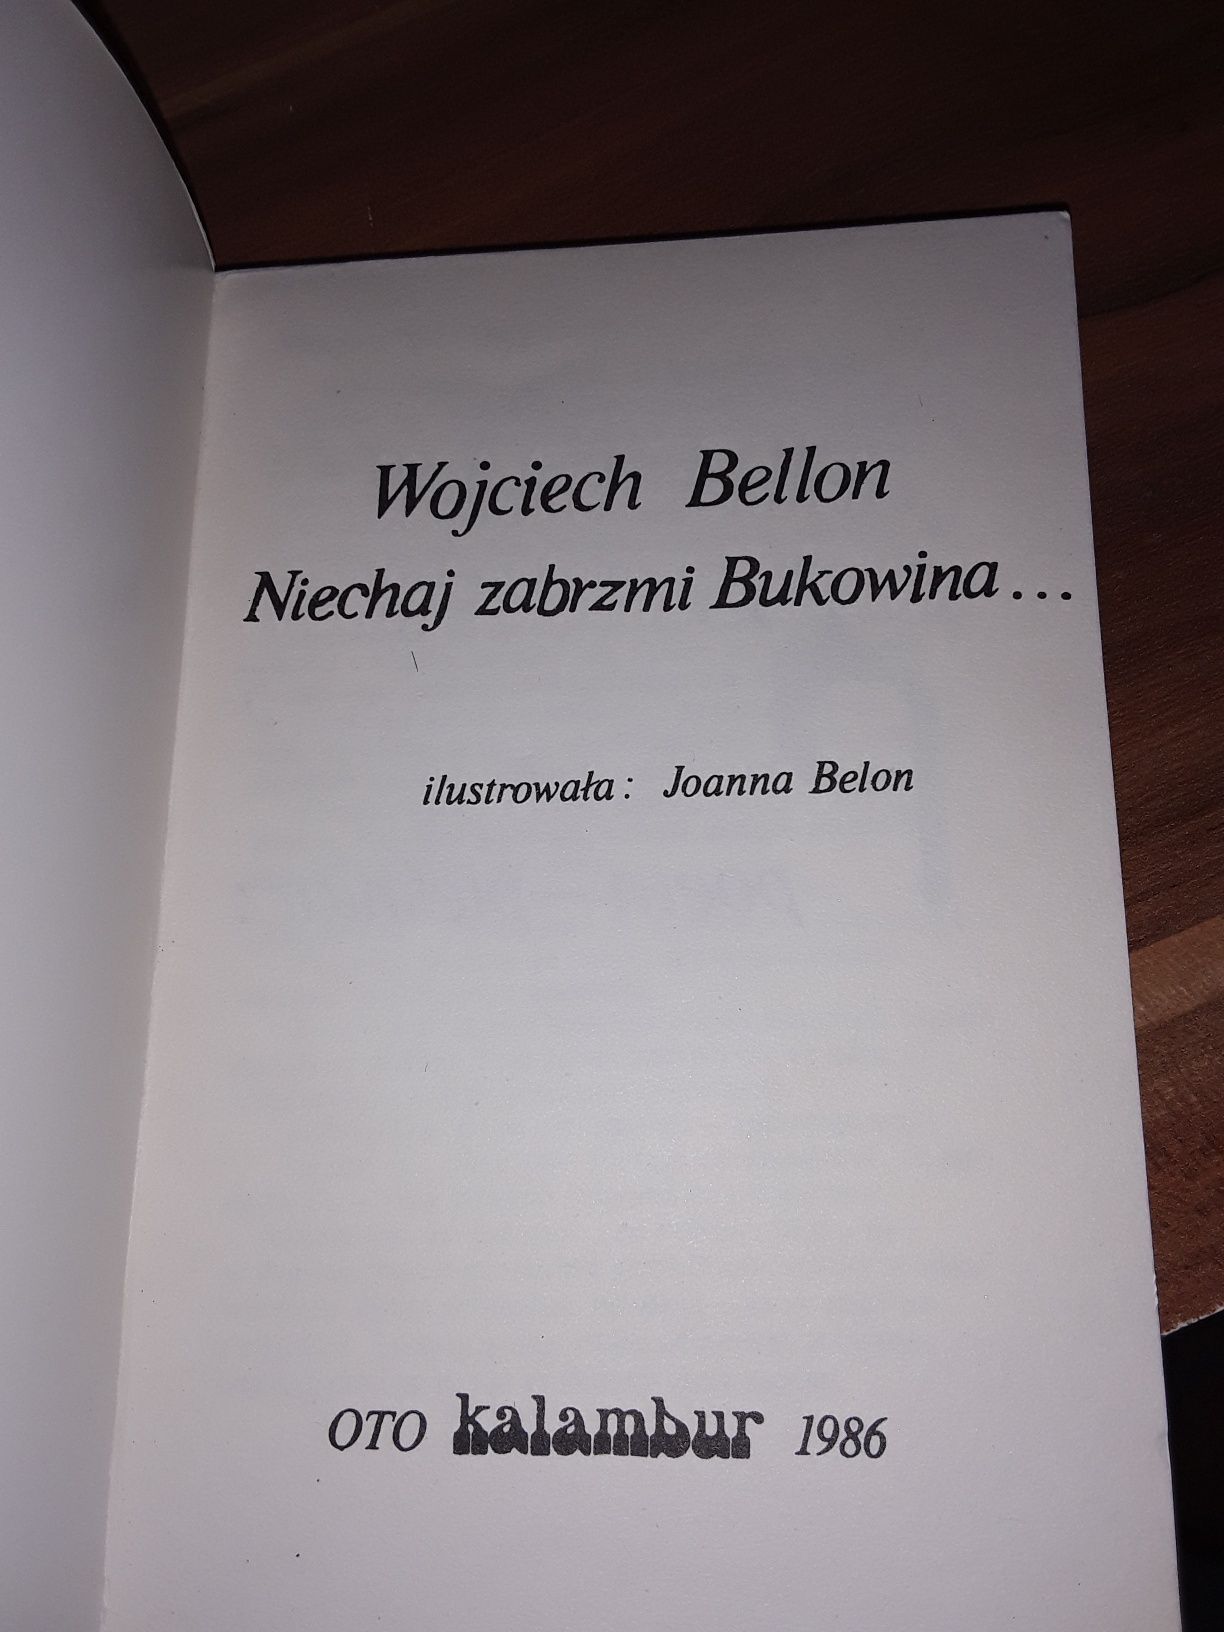 Wojciech Bellon
Niechaj zabrzmi Bukowina...
ilustrowała: Joanna Belon
OTO kalambur 1986